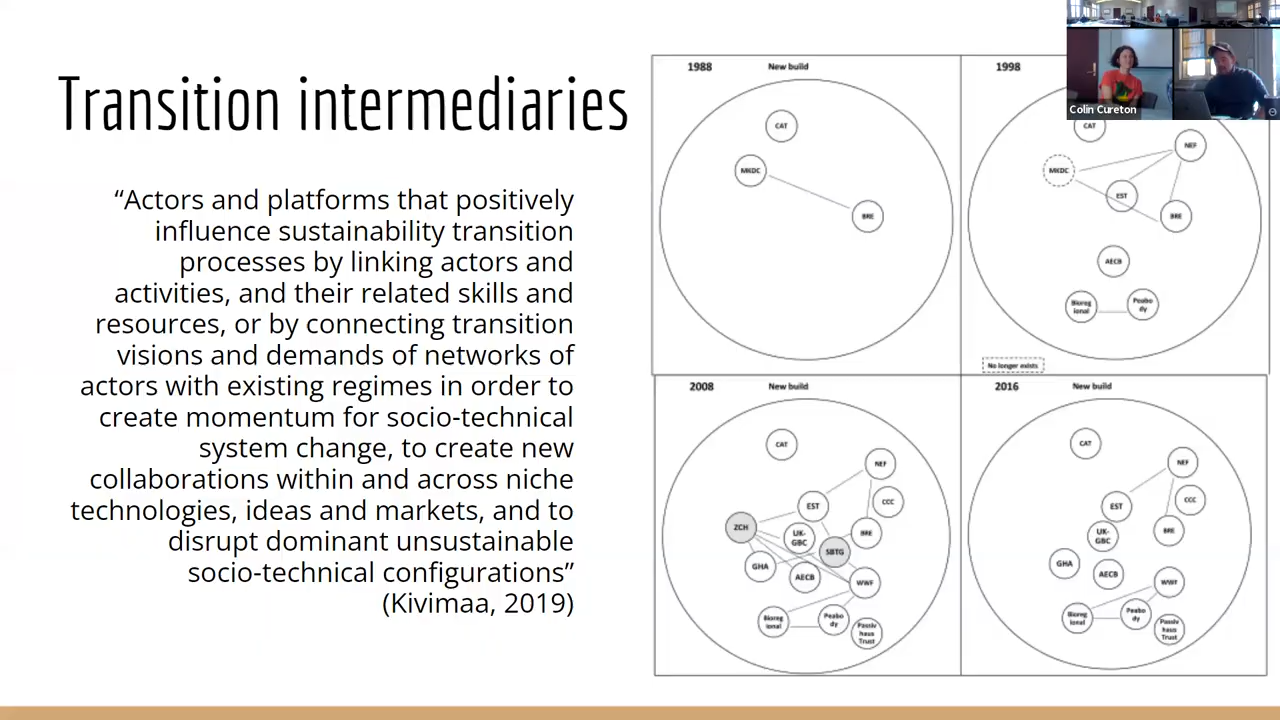 Transition intermediaries
“Actors and platforms that positively
influence sustainability transition
processes by linking actors and
activities, and their related skills and
resources, or by connecting transition
visions and demands of networks of
actors with existing regimes in order to
create momentum for socio-technical
system change, to create new
collaborations within and across niche
technologies, ideas and markets, and to
disrupt dominant unsustainable
socio-technical configurations”
(Kivimaa, 2019)
1988 New build
CAT
MKDC
BRE
1998
CAT
NEF
MKDC
EST
BRE
AECB
Bioreg
ional
Peabo
dy
No longer exists
2008 New build
CAT
NEF
CCC
EST
ZCH
UK-
GBC
BRE
SBTG
GHA
AECB
WWF
Bioreg
ional
Peabo
dy
Passiv
haus
Trust
2016 New build
CAT
NEF
CCC
EST
BRE
UK-
GBC
GHA
AECB
WWF
Bioreg
ional
Peabo
dy
Passiv
haus
Trust
Colin Cureton